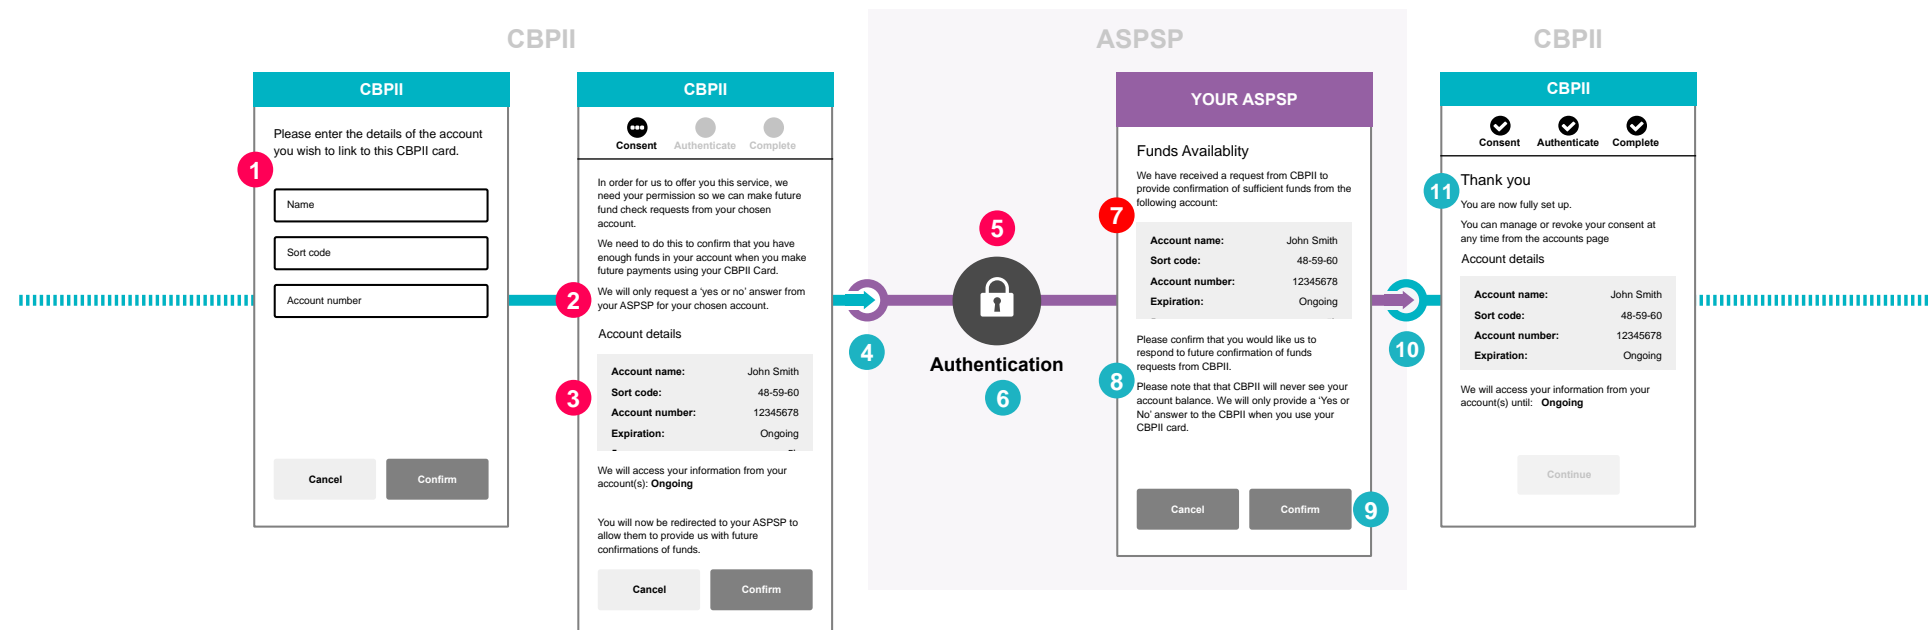 CBPII
ASPSP
CBPII
CBPII
Please enter the details of the account
you wish to link to this CBPII card.
1
Name
Sort code
Account number
Cancel
Confirm
CBPII
Consent
Authenticate
Complete
In order for us to offer you this service, we
need your permission so we can make future
fund check requests from your chosen
account.
We need to do this to confirm that you have
enough funds in your account when you make
future payments using your CBPII Card.
2
We will only request a ‘yes or no’ answer from
your ASPSP for your chosen account.
Account details
3
Account name: John Smith
Sort code: 48-59-60
Account number: 12345678
Expiration: Ongoing
We will access your information from your
account(s): Ongoing
You will now be redirected to your ASPSP to
allow them to provide us with future
confirmations of funds.
Cancel
Confirm
4
5
Authentication
6
YOUR ASPSP
Funds Availablity
We have received a request from CBPII to
provide confirmation of sufficient funds from the
following account:
7
Account name: John Smith
Sort code: 48-59-60
Account number: 12345678
Expiration: Ongoing
Please confirm that you would like us to
respond to future confirmation of funds
requests from CBPII.
8
Please note that that CBPII will never see your
account balance. We will only provide a ‘Yes or
No’ answer to the CBPII when you use your
CBPII card.
Cancel
Confirm
9
10
CBPII
Consent
Authenticate
Complete
11
Thank you
You are now fully set up.
You can manage or revoke your consent at
any time from the accounts page
Account details
Account name: John Smith
Sort code: 48-59-60
Account number: 12345678
Expiration: Ongoing
We will access your information from your
account(s) until: Ongoing
Continue